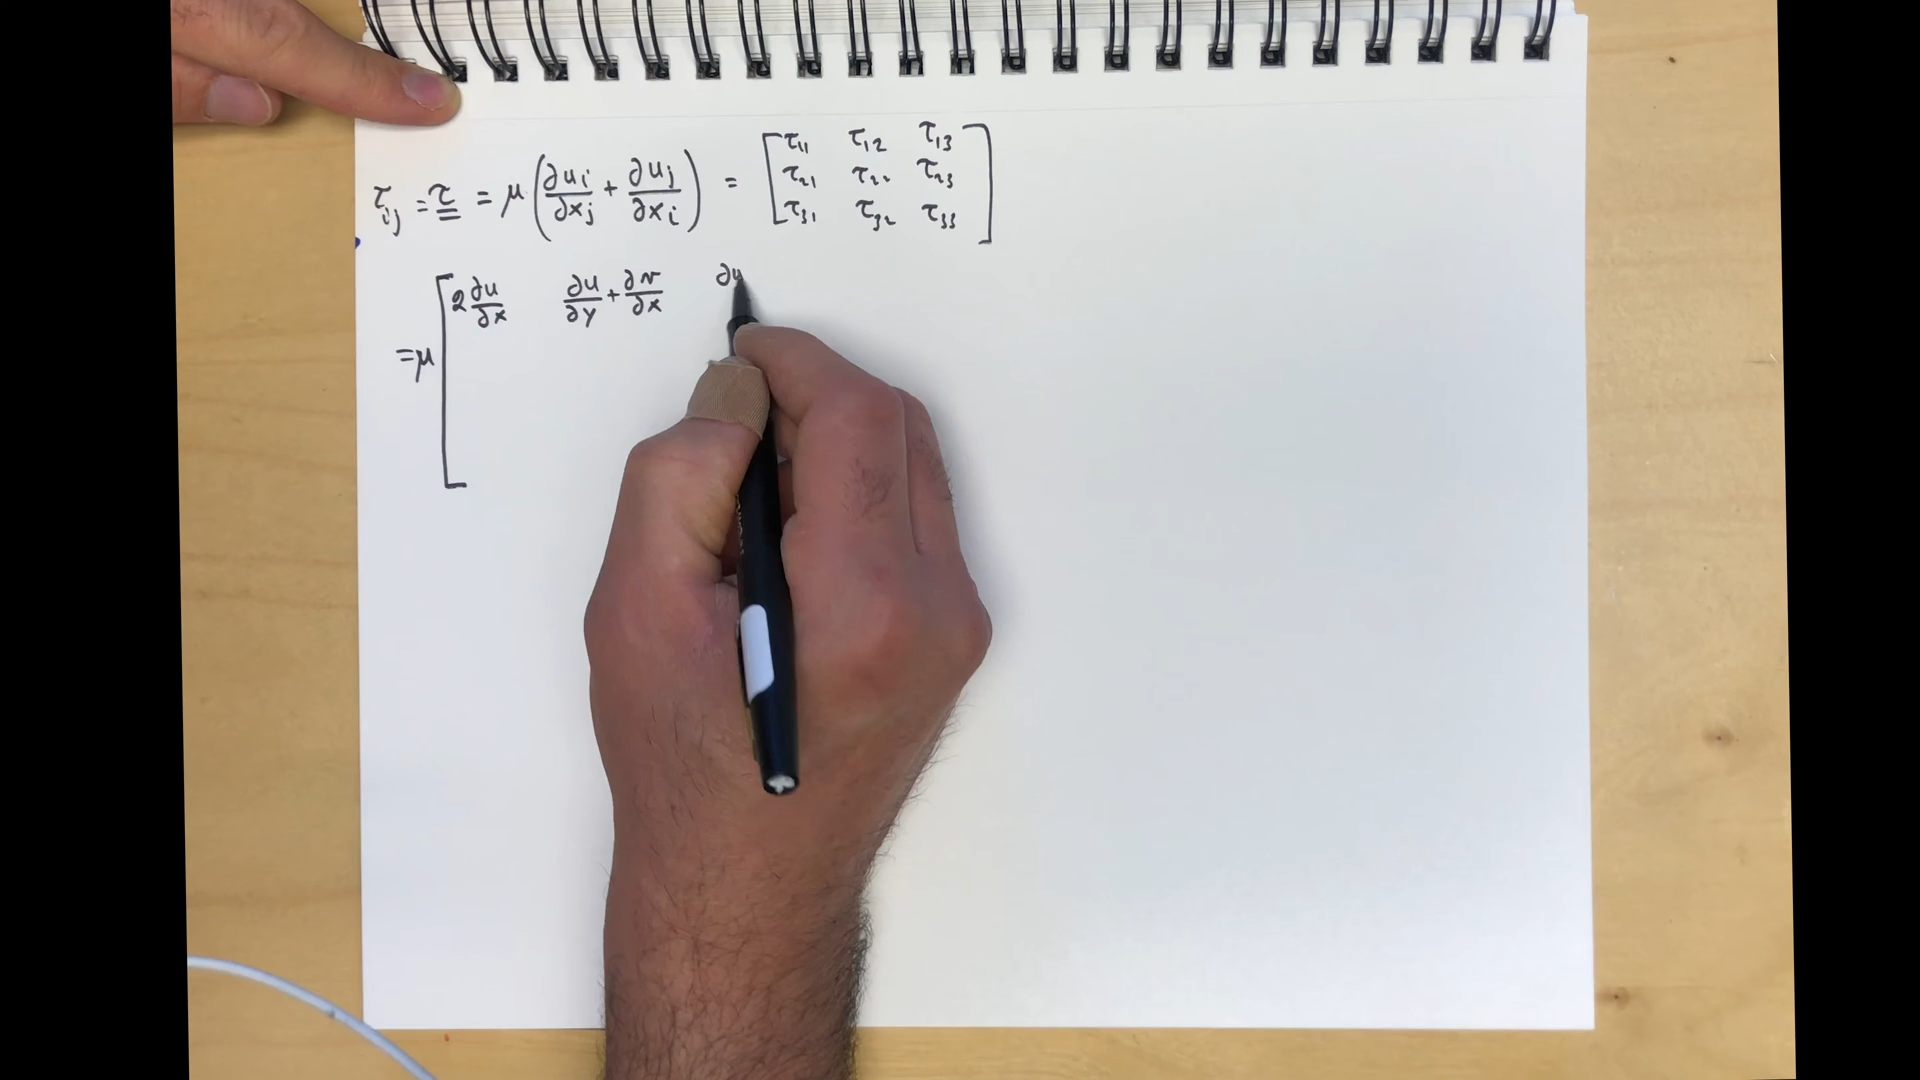 τij = τ = μ(∂ui/∂xj + ∂uj/∂xi) = [τ11 τ12 τ13
τ21 τ22 τ23
τ31 τ32 τ33]
=μ[2∂u/∂x ∂u/∂y + ∂v/∂x ∂u